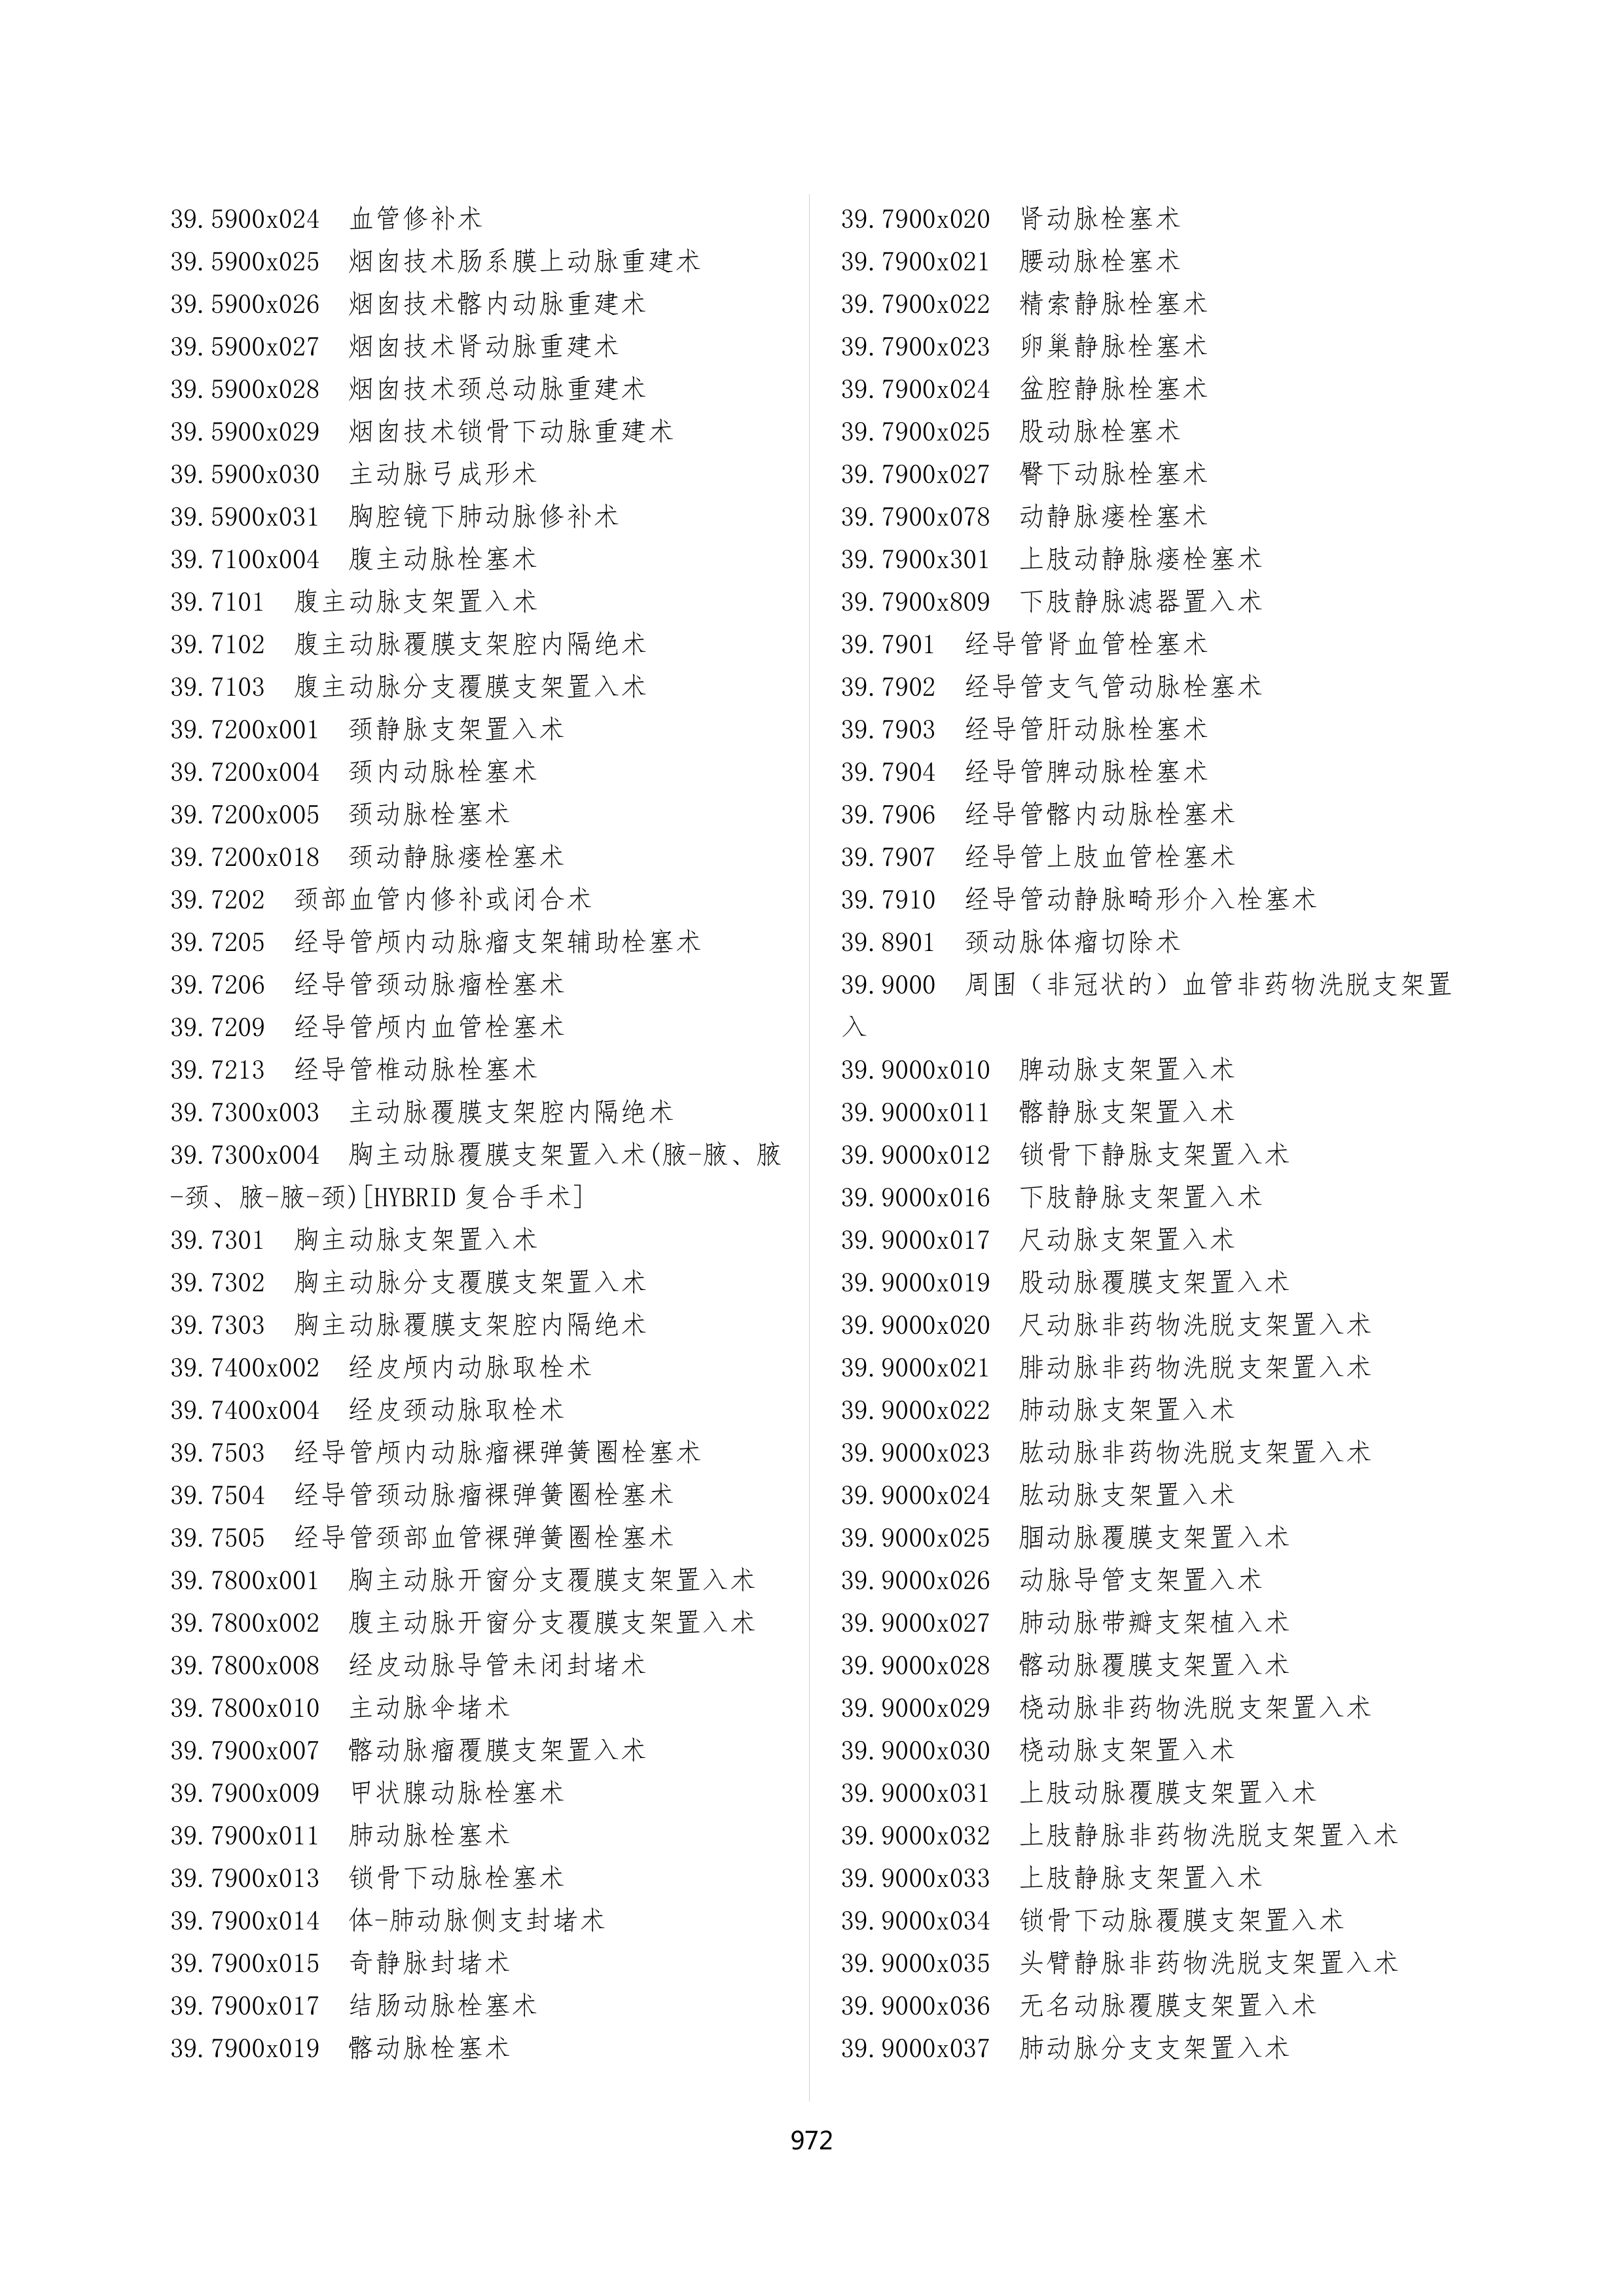 39.5900x024 血管修补术
39.5900x025 烟囱技术肠系膜上动脉重建术
39.5900x026 烟囱技术髂内动脉重建术
39.5900x027 烟囱技术肾动脉重建术
39.5900x028 烟囱技术颈总动脉重建术
39.5900x029 烟囱技术锁骨下动脉重建术
39.5900x030 主动脉弓成形术
39.5900x031 胸腔镜下肺动脉修补术
39.7100x004 腹主动脉栓塞术
39.7101 腹主动脉支架置入术
39.7102 腹主动脉覆膜支架腔内隔绝术
39.7103 腹主动脉分支覆膜支架置入术
39.7200x001 颈静脉支架置入术
39.7200x004 颈内动脉栓塞术
39.7200x005 颈动脉栓塞术
39.7200x018 颈动静脉瘘栓塞术
39.7202 颈部血管内修补或闭合术
39.7205 经导管颅内动脉瘤支架辅助栓塞术
39.7206 经导管颈动脉瘤栓塞术
39.7209 经导管颅内血管栓塞术
39.7213 经导管椎动脉栓塞术
39.7300x003 主动脉覆膜支架腔内隔绝术
39.7300x004 胸主动脉覆膜支架置入术(腋-腋、腋
-颈、腋-腋-颈)[HYBRID 复合手术]
39.7301 胸主动脉支架置入术
39.7302 胸主动脉分支覆膜支架置入术
39.7303 胸主动脉覆膜支架腔内隔绝术
39.7400x002 经皮颅内动脉取栓术
39.7400x004 经皮颈动脉取栓术
39.7503 经导管颅内动脉瘤裸弹簧圈栓塞术
39.7504 经导管颈动脉瘤裸弹簧圈栓塞术
39.7505 经导管颈部血管裸弹簧圈栓塞术
39.7800x001 胸主动脉开窗分支覆膜支架置入术
39.7800x002 腹主动脉开窗分支覆膜支架置入术
39.7800x008 经皮动脉导管未闭封堵术
39.7800x010 主动脉伞堵术
39.7900x007 髂动脉瘤覆膜支架置入术
39.7900x009 甲状腺动脉栓塞术
39.7900x011 肺动脉栓塞术
39.7900x013 锁骨下动脉栓塞术
39.7900x014 体-肺动脉侧支封堵术
39.7900x015 奇静脉封堵术
39.7900x017 结肠动脉栓塞术
39.7900x019 髂动脉栓塞术
39.7900x020 肾动脉栓塞术
39.7900x021 腰动脉栓塞术
39.7900x022 精索静脉栓塞术
39.7900x023 卵巢静脉栓塞术
39.7900x024 盆腔静脉栓塞术
39.7900x025 股动脉栓塞术
39.7900x027 臀下动脉栓塞术
39.7900x078 动静脉瘘栓塞术
39.7900x301 上肢动静脉瘘栓塞术
39.7900x809 下肢静脉滤器置入术
39.7901 经导管肾血管栓塞术
39.7902 经导管支气管动脉栓塞术
39.7903 经导管肝动脉栓塞术
39.7904 经导管脾动脉栓塞术
39.7906 经导管髂内动脉栓塞术
39.7907 经导管上肢血管栓塞术
39.7910 经导管动静脉畸形介入栓塞术
39.8901 颈动脉体瘤切除术
39.9000 周围（非冠状的）血管非药物洗脱支架置
入
39.9000x010 脾动脉支架置入术
39.9000x011 髂静脉支架置入术
39.9000x012 锁骨下静脉支架置入术
39.9000x016 下肢静脉支架置入术
39.9000x017 尺动脉支架置入术
39.9000x019 股动脉覆膜支架置入术
39.9000x020 尺动脉非药物洗脱支架置入术
39.9000x021 腓动脉非药物洗脱支架置入术
39.9000x022 肺动脉支架置入术
39.9000x023 肱动脉非药物洗脱支架置入术
39.9000x024 肱动脉支架置入术
39.9000x025 腘动脉覆膜支架置入术
39.9000x026 动脉导管支架置入术
39.9000x027 肺动脉带瓣支架植入术
39.9000x028 髂动脉覆膜支架置入术
39.9000x029 桡动脉非药物洗脱支架置入术
39.9000x030 桡动脉支架置入术
39.9000x031 上肢动脉覆膜支架置入术
39.9000x032 上肢静脉非药物洗脱支架置入术
39.9000x033 上肢静脉支架置入术
39.9000x034 锁骨下动脉覆膜支架置入术
39.9000x035 头臂静脉非药物洗脱支架置入术
39.9000x036 无名动脉覆膜支架置入术
39.9000x037 肺动脉分支支架置入术
972